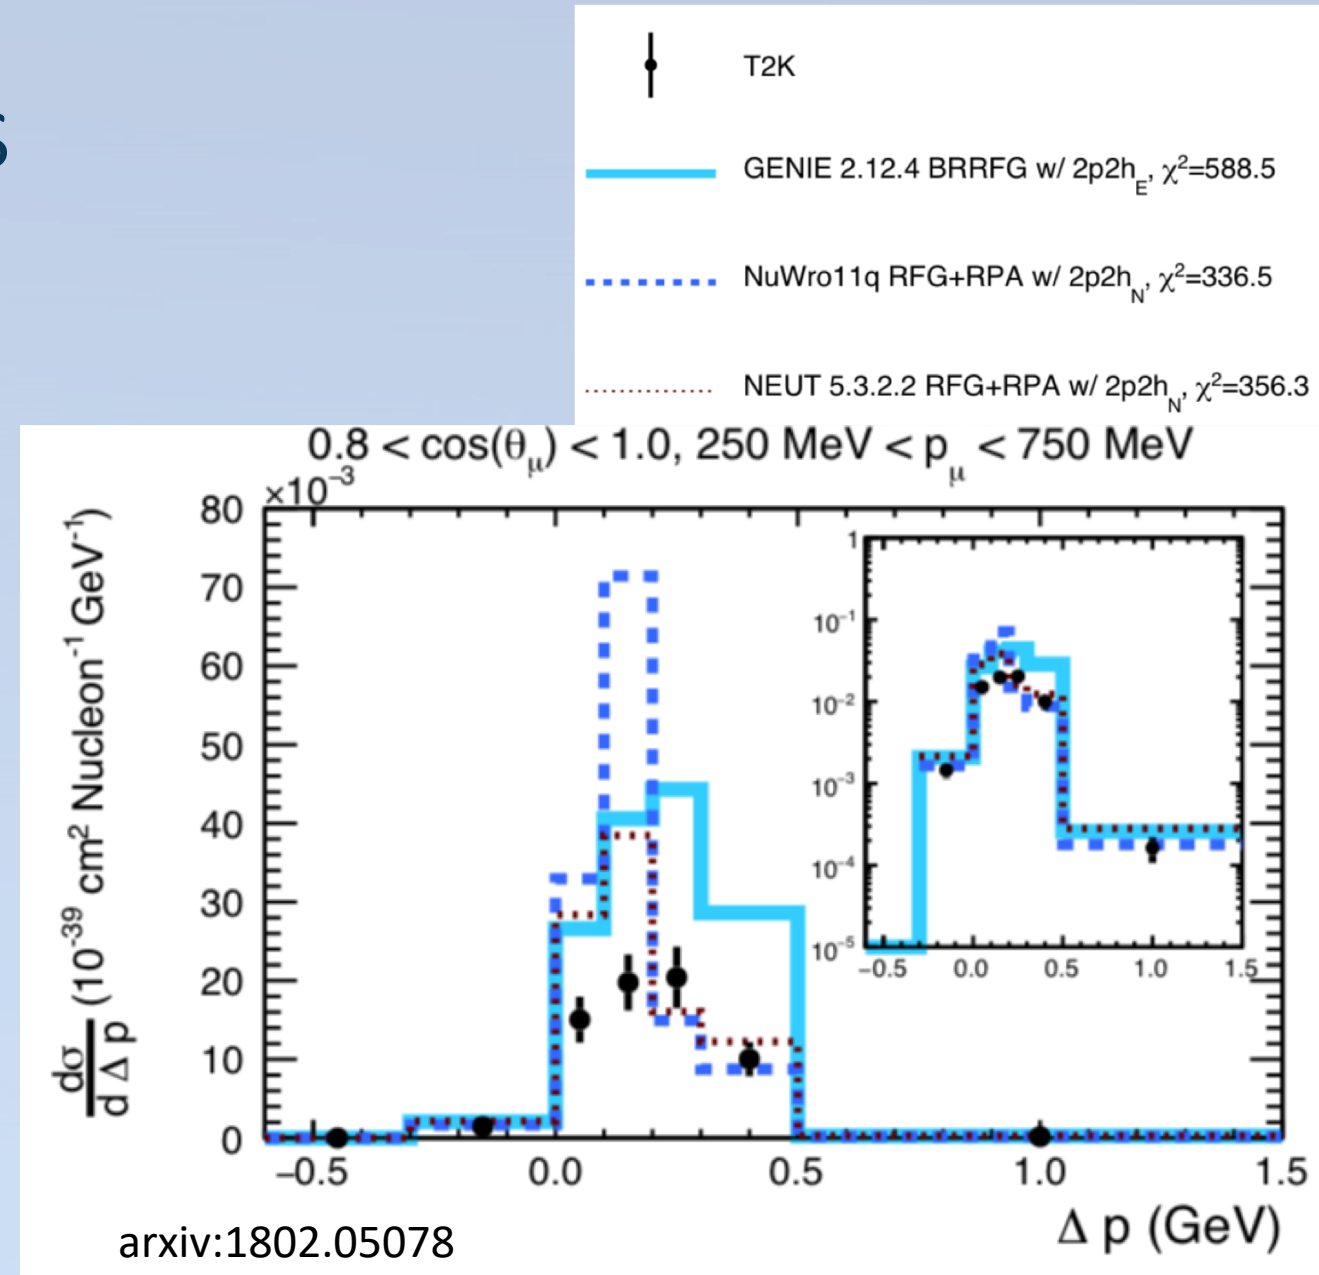 s
T2K
GENIE 2.12.4 BRRFG w/ 2p2h_E, χ²=588.5
NuWro11q RFG+RPA w/ 2p2h_N, χ²=336.5
NEUT 5.3.2.2 RFG+RPA w/ 2p2h_N, χ²=356.3
0.8 < cos(θ_μ) < 1.0, 250 MeV < p_μ < 750 MeV
×10⁻³
80
70
60
50
40
30
20
10
0
dσ
d Δ p
(10⁻³⁹ cm² Nucleon⁻¹ GeV⁻¹)
1
10⁻¹
10⁻²
10⁻³
10⁻⁴
10⁻⁵
−0.5 0.0 0.5 1.0 1.5
−0.5 0.0 0.5 1.0 1.5
Δ p (GeV)
arxiv:1802.05078